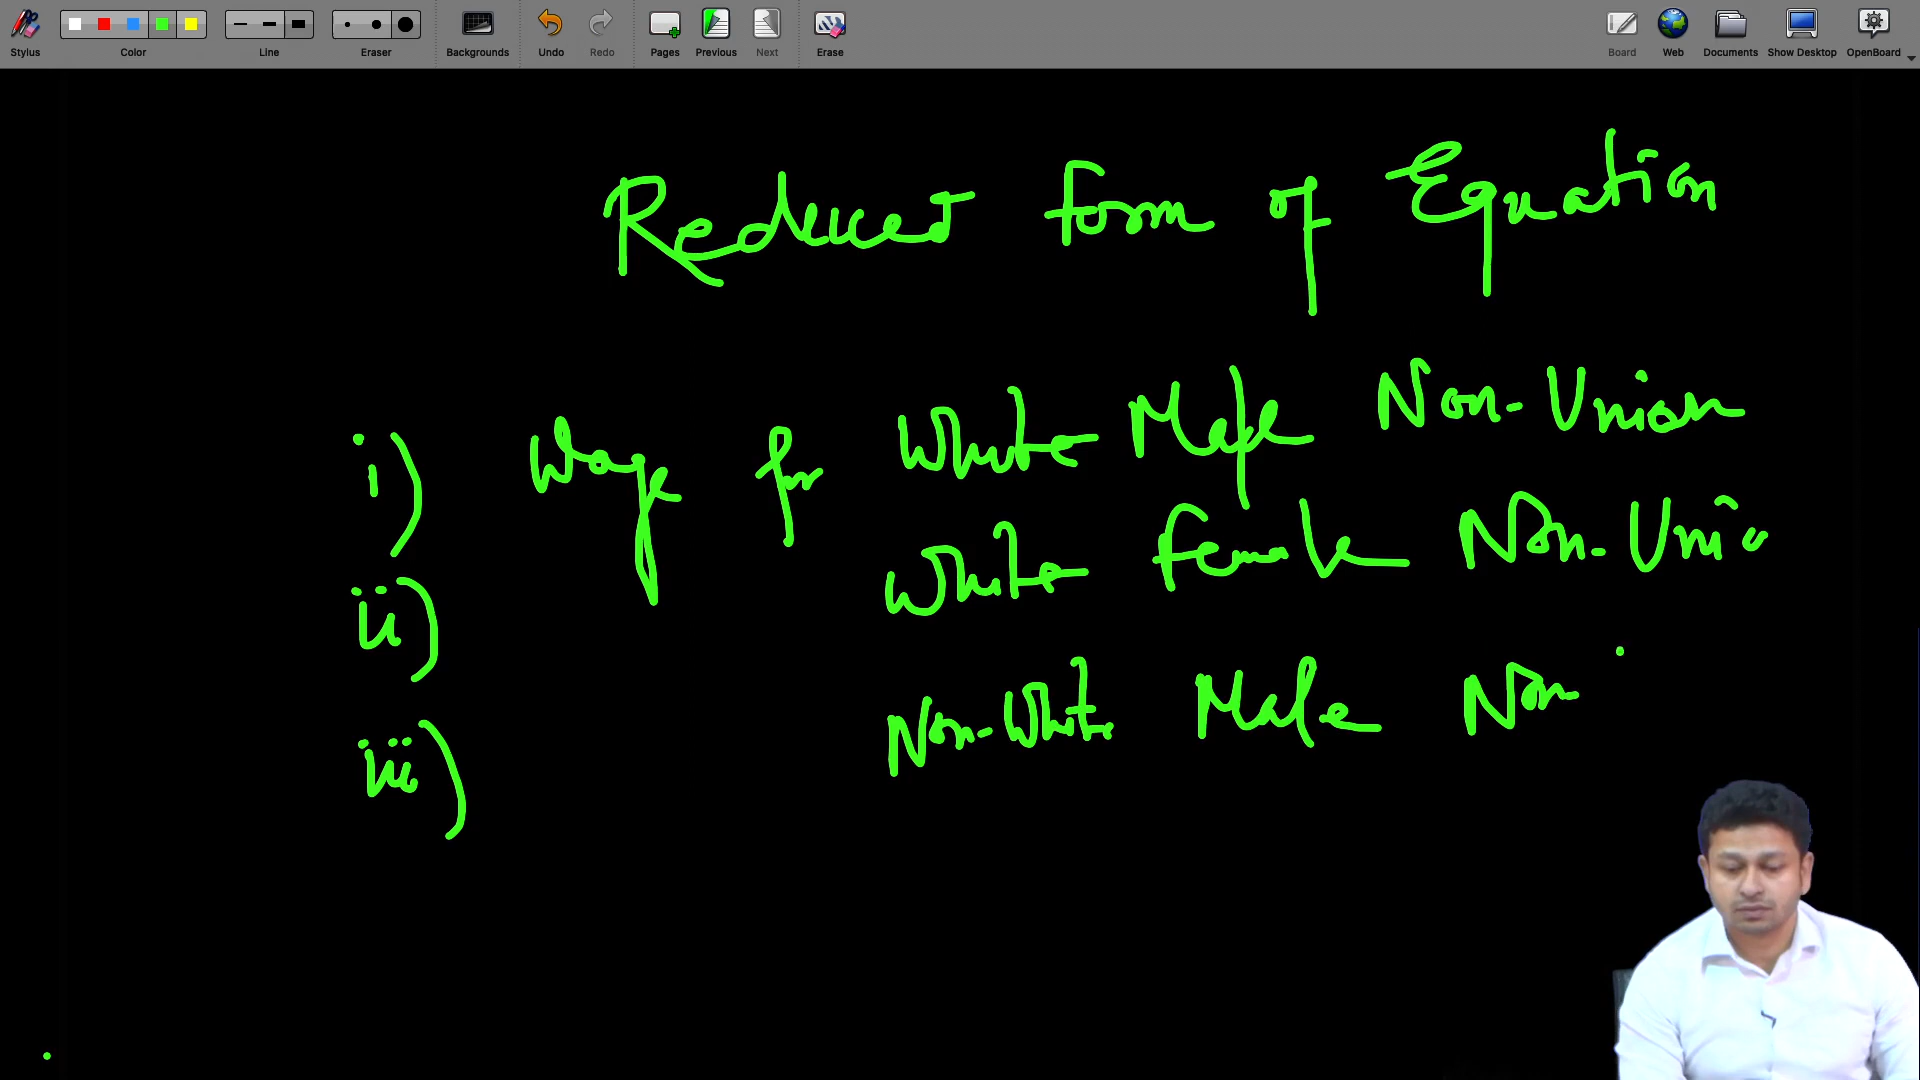 Stylus Color Line Eraser Backgrounds Undo Redo Pages Previous Next Erase Board Web Documents Show Desktop OpenBoard
Reduced form of Equation
i) Wage for White Male Non-Union
ii) White female Non-Unio
iii) Non-White Male Non